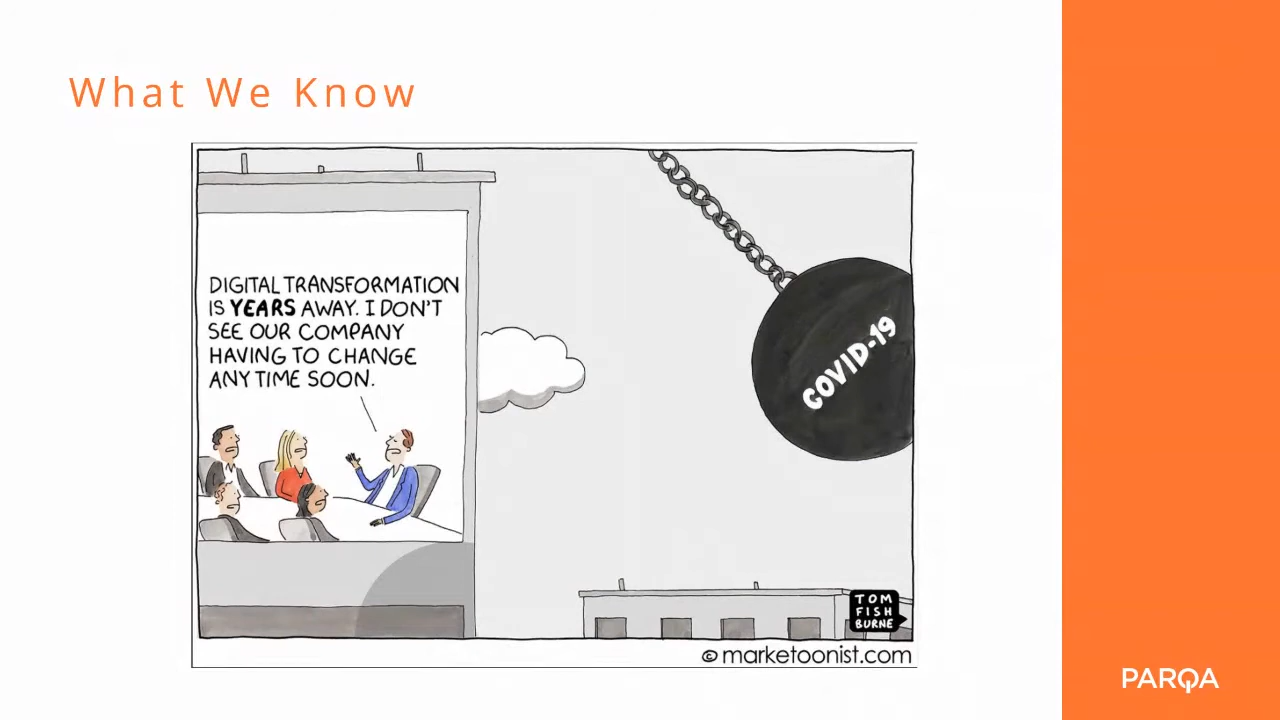 What We Know
DIGITAL TRANSFORMATION
IS YEARS AWAY. I DON'T
SEE OUR COMPANY
HAVING TO CHANGE
ANY TIME SOON.
COVID-19
TOM
FISH
BURNE
© marketoonist.com
PARQA